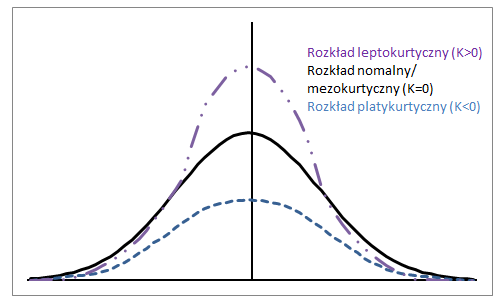 Rozkład leptokurtyczny (K>0)
Rozkład nomalny/
mezokurtyczny (K=0)
Rozkład platykurtyczny (K<0)